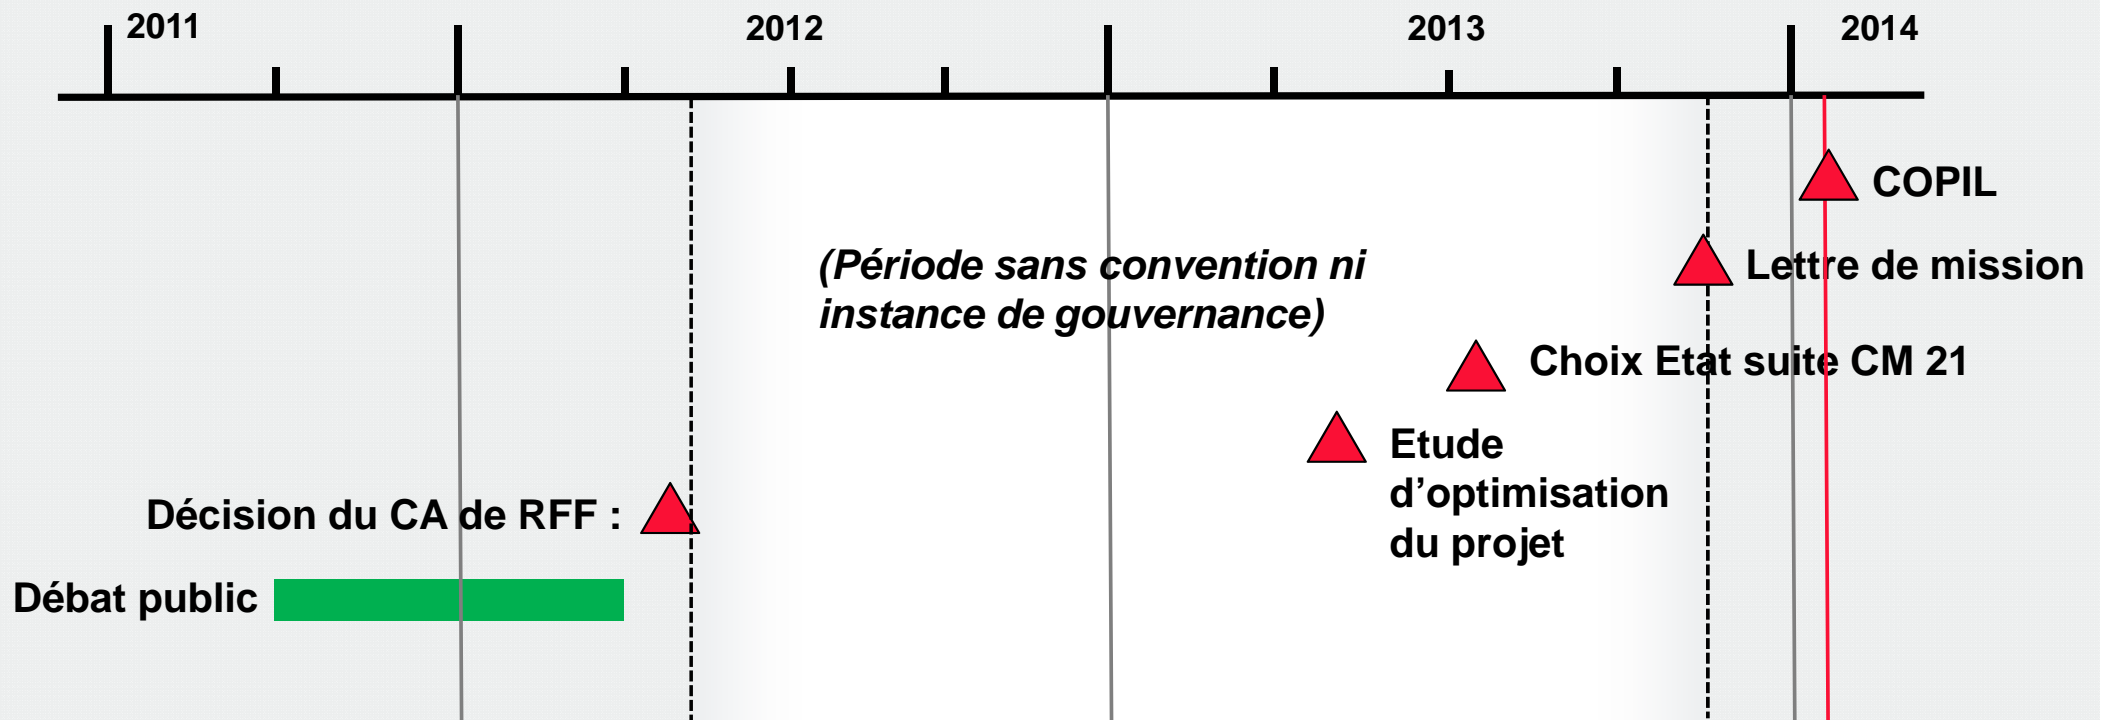 2011
2012
2013
2014
COPIL
Lettre de mission
(Période sans convention ni
instance de gouvernance)
Choix Etat suite CM 21
Etude
d’optimisation
du projet
Décision du CA de RFF :
Débat public